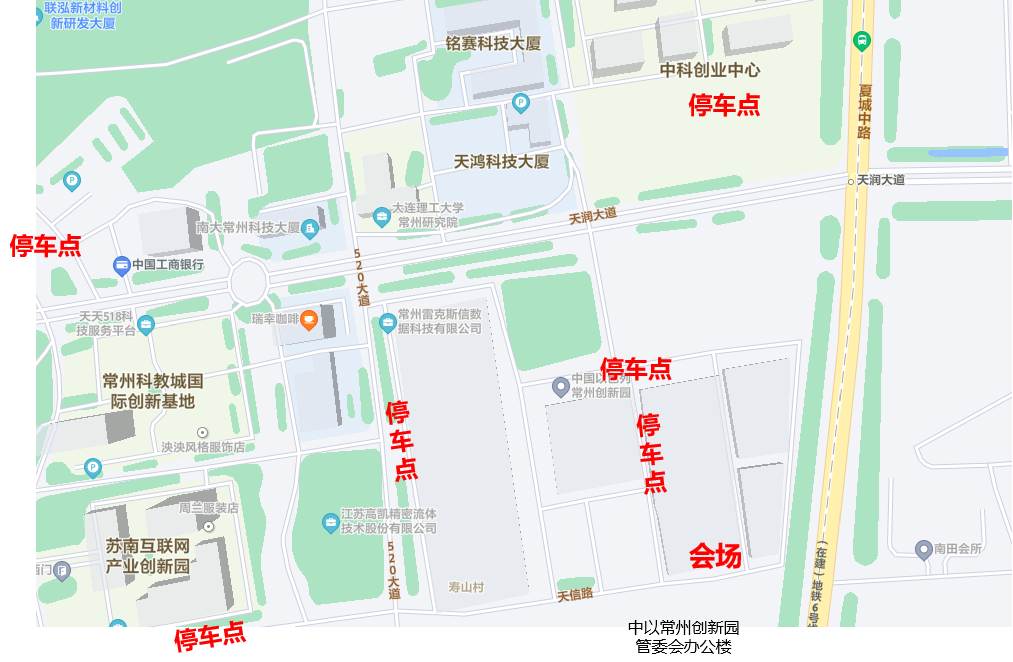 联泓新材料创
新研发大厦
铭赛科技大厦
中科创业中心
停车点
夏城中路
P
天鸿科技大厦
P
天润大道
大连理工大学
常州研究院
天润大道
南大常州科技大厦
停车点
中国工商银行
520大道
天天518科
技服务平台
瑞幸咖啡
常州雷克斯信数
据科技有限公司
停车点
常州科教城国
际创新基地
中国以色列
常州创新园
停车点
停车点
泱泱风格服饰店
P
周兰服装店
江苏高凯精密流体
技术股份有限公司
苏南互联网
产业创新园
西门
520大道
会场
南田会所
(在建)地铁6号线
寿山村
天信路
停车点
中以常州创新园
管委会办公楼